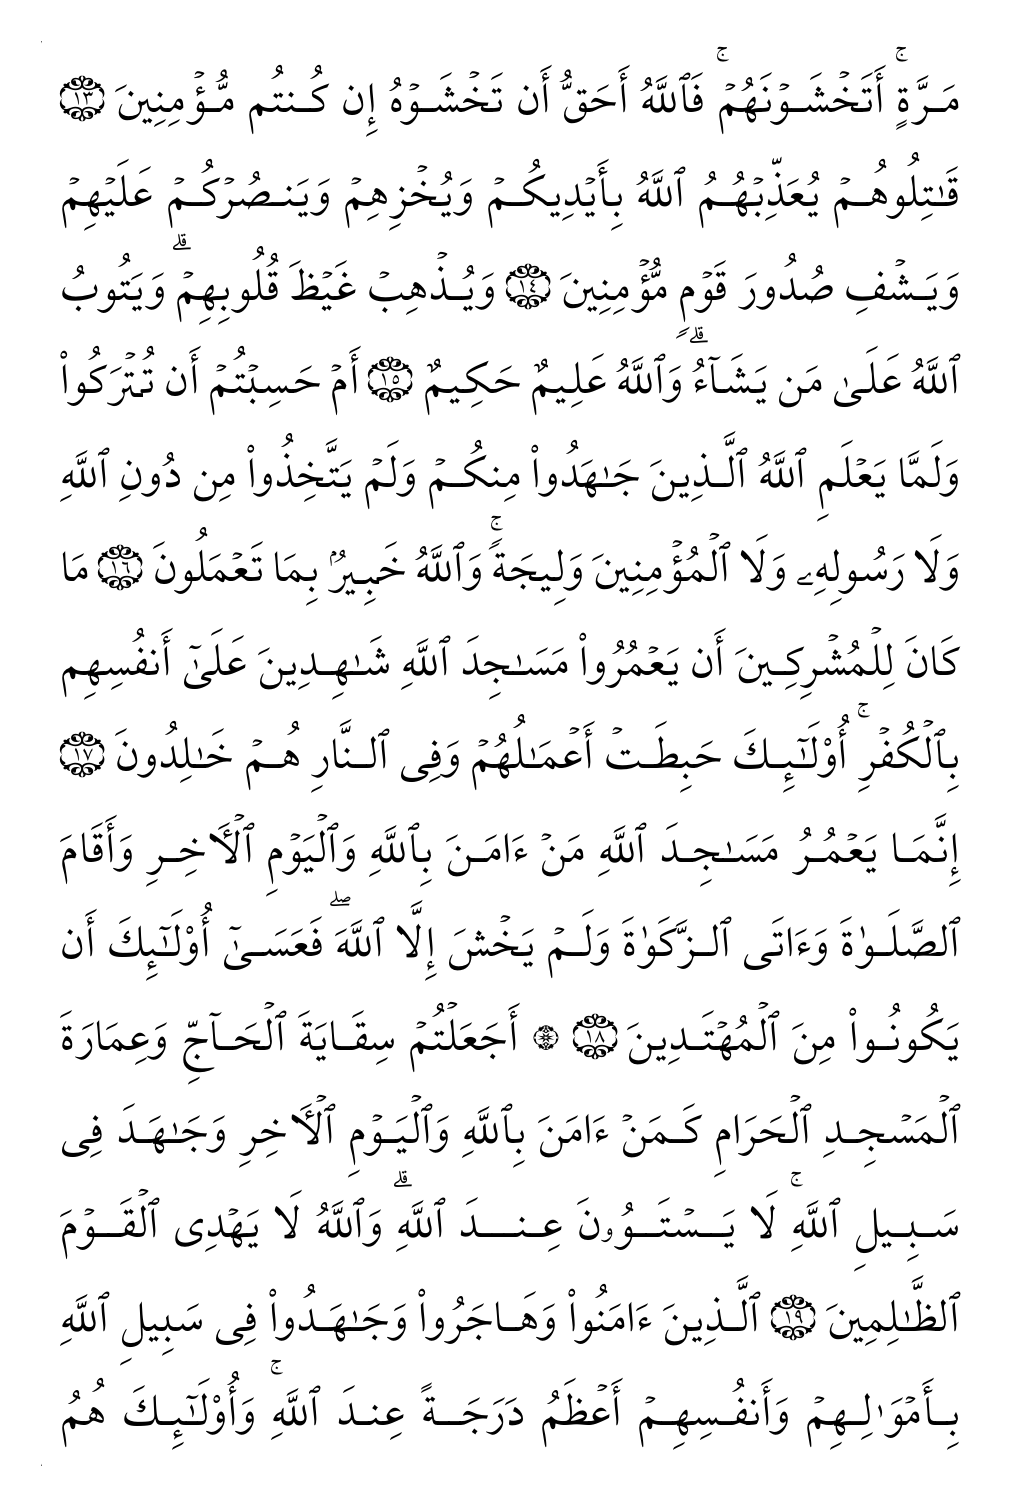 مَرَّةٍۚ أَتَخۡشَوۡنَهُمۡۚ فَٱللَّهُ أَحَقُّ أَن تَخۡشَوۡهُ إِن كُنتُم مُّؤۡمِنِينَ ١٣
قَٰتِلُوهُمۡ يُعَذِّبۡهُمُ ٱللَّهُ بِأَيۡدِيكُمۡ وَيُخۡزِهِمۡ وَيَنصُرۡكُمۡ عَلَيۡهِمۡ
وَيَشۡفِ صُدُورَ قَوۡمٖ مُّؤۡمِنِينَ ١٤ وَيُذۡهِبۡ غَيۡظَ قُلُوبِهِمۡۗ وَيَتُوبُ
ٱللَّهُ عَلَىٰ مَن يَشَآءُۗ وَٱللَّهُ عَلِيمٌ حَكِيمٌ ١٥ أَمۡ حَسِبۡتُمۡ أَن تُتۡرَكُواْ
وَلَمَّا يَعۡلَمِ ٱللَّهُ ٱلَّذِينَ جَٰهَدُواْ مِنكُمۡ وَلَمۡ يَتَّخِذُواْ مِن دُونِ ٱللَّهِ
وَلَا رَسُولِهِۦ وَلَا ٱلۡمُؤۡمِنِينَ وَلِيجَةٗۚ وَٱللَّهُ خَبِيرُۢ بِمَا تَعۡمَلُونَ ١٦ مَا
كَانَ لِلۡمُشۡرِكِينَ أَن يَعۡمُرُواْ مَسَٰجِدَ ٱللَّهِ شَٰهِدِينَ عَلَىٰٓ أَنفُسِهِم
بِٱلۡكُفۡرِۚ أُوْلَٰٓئِكَ حَبِطَتۡ أَعۡمَٰلُهُمۡ وَفِي ٱلنَّارِ هُمۡ خَٰلِدُونَ ١٧
إِنَّمَا يَعۡمُرُ مَسَٰجِدَ ٱللَّهِ مَنۡ ءَامَنَ بِٱللَّهِ وَٱلۡيَوۡمِ ٱلۡأٓخِرِ وَأَقَامَ
ٱلصَّلَوٰةَ وَءَاتَى ٱلزَّكَوٰةَ وَلَمۡ يَخۡشَ إِلَّا ٱللَّهَۖ فَعَسَىٰٓ أُوْلَٰٓئِكَ أَن
يَكُونُواْ مِنَ ٱلۡمُهۡتَدِينَ ١٨ ۞ أَجَعَلۡتُمۡ سِقَايَةَ ٱلۡحَآجِّ وَعِمَارَةَ
ٱلۡمَسۡجِدِ ٱلۡحَرَامِ كَمَنۡ ءَامَنَ بِٱللَّهِ وَٱلۡيَوۡمِ ٱلۡأٓخِرِ وَجَٰهَدَ فِي
سَبِيلِ ٱللَّهِۚ لَا يَسۡتَوُۥنَ عِندَ ٱللَّهِۗ وَٱللَّهُ لَا يَهۡدِي ٱلۡقَوۡمَ
ٱلظَّٰلِمِينَ ١٩ ٱلَّذِينَ ءَامَنُواْ وَهَاجَرُواْ وَجَٰهَدُواْ فِي سَبِيلِ ٱللَّهِ
بِأَمۡوَٰلِهِمۡ وَأَنفُسِهِمۡ أَعۡظَمُ دَرَجَةً عِندَ ٱللَّهِۚ وَأُوْلَٰٓئِكَ هُمُ